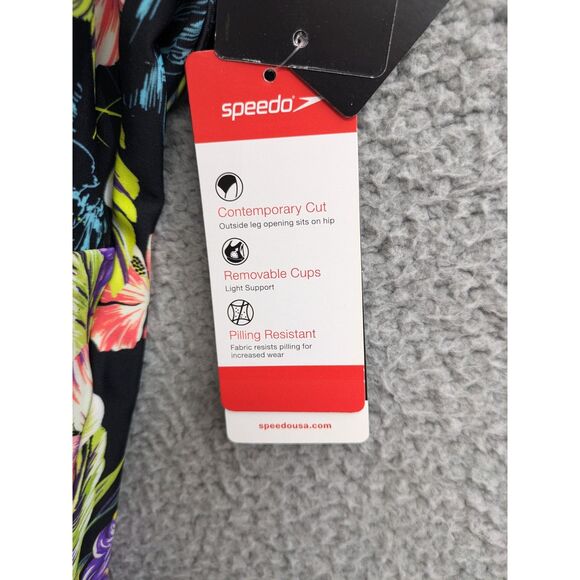 speedo
Contemporary Cut
Outside leg opening sits on hip
Removable Cups
Light Support
Pilling Resistant
Fabric resists pilling for
increased wear
speedousa.com